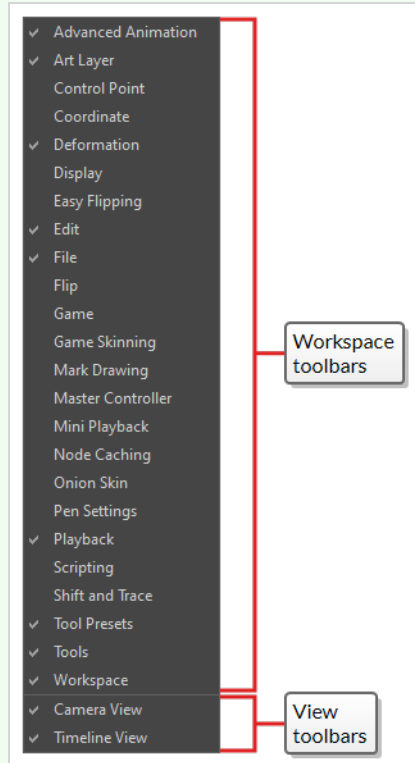 Advanced Animation
Art Layer
Control Point
Coordinate
Deformation
Display
Easy Flipping
Edit
File
Flip
Game
Game Skinning
Mark Drawing
Master Controller
Mini Playback
Node Caching
Onion Skin
Pen Settings
Playback
Scripting
Shift and Trace
Tool Presets
Tools
Workspace
Camera View
Timeline View
Workspace
toolbars
View
toolbars